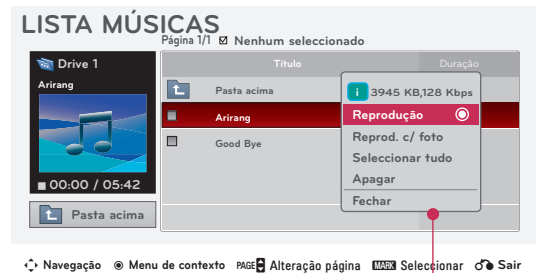 LISTA MÚSICAS
Página 1/1 Nenhum seleccionado
Drive 1
Arirang
00:00 / 05:42
Pasta acima
Título Duração
Pasta acima
Arirang
Good Bye
3945 KB,128 Kbps
Reprodução
Reprod. c/ foto
Seleccionar tudo
Apagar
Fechar
Navegação Menu de contexto PAGE Alteração página MARK Seleccionar Sair